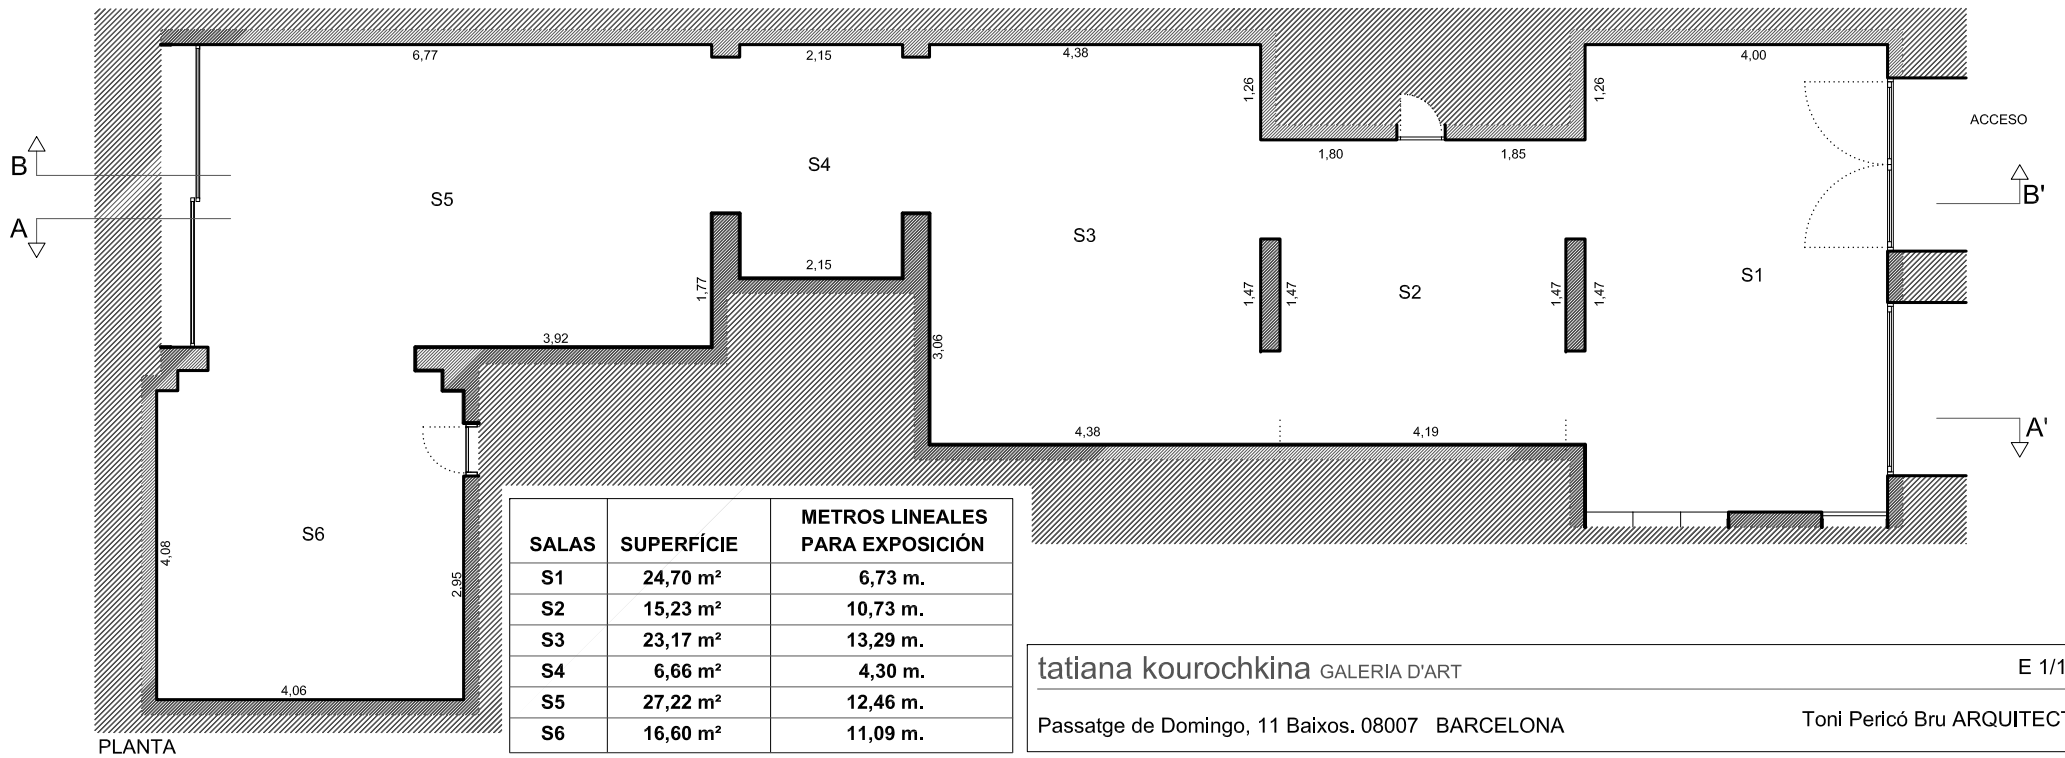 6,77
2,15
4,38
4,00
1,26
1,26
ACCESO
1,80
1,85
B
S4
B'
S5
A
S3
2,15
S1
1,77
1,47
1,47
S2
1,47
1,47
3,92
3,06
4,38
4,19
A'
S6
4,08
2,95
4,06
PLANTA
SALAS SUPERFÍCIE METROS LINEALES
PARA EXPOSICIÓN
S1 24,70 m² 6,73 m.
S2 15,23 m² 10,73 m.
S3 23,17 m² 13,29 m.
S4 6,66 m² 4,30 m.
S5 27,22 m² 12,46 m.
S6 16,60 m² 11,09 m.
tatiana kourochkina GALERIA D'ART E 1/1
Passatge de Domingo, 11 Baixos. 08007 BARCELONA Toni Pericó Bru ARQUITECT